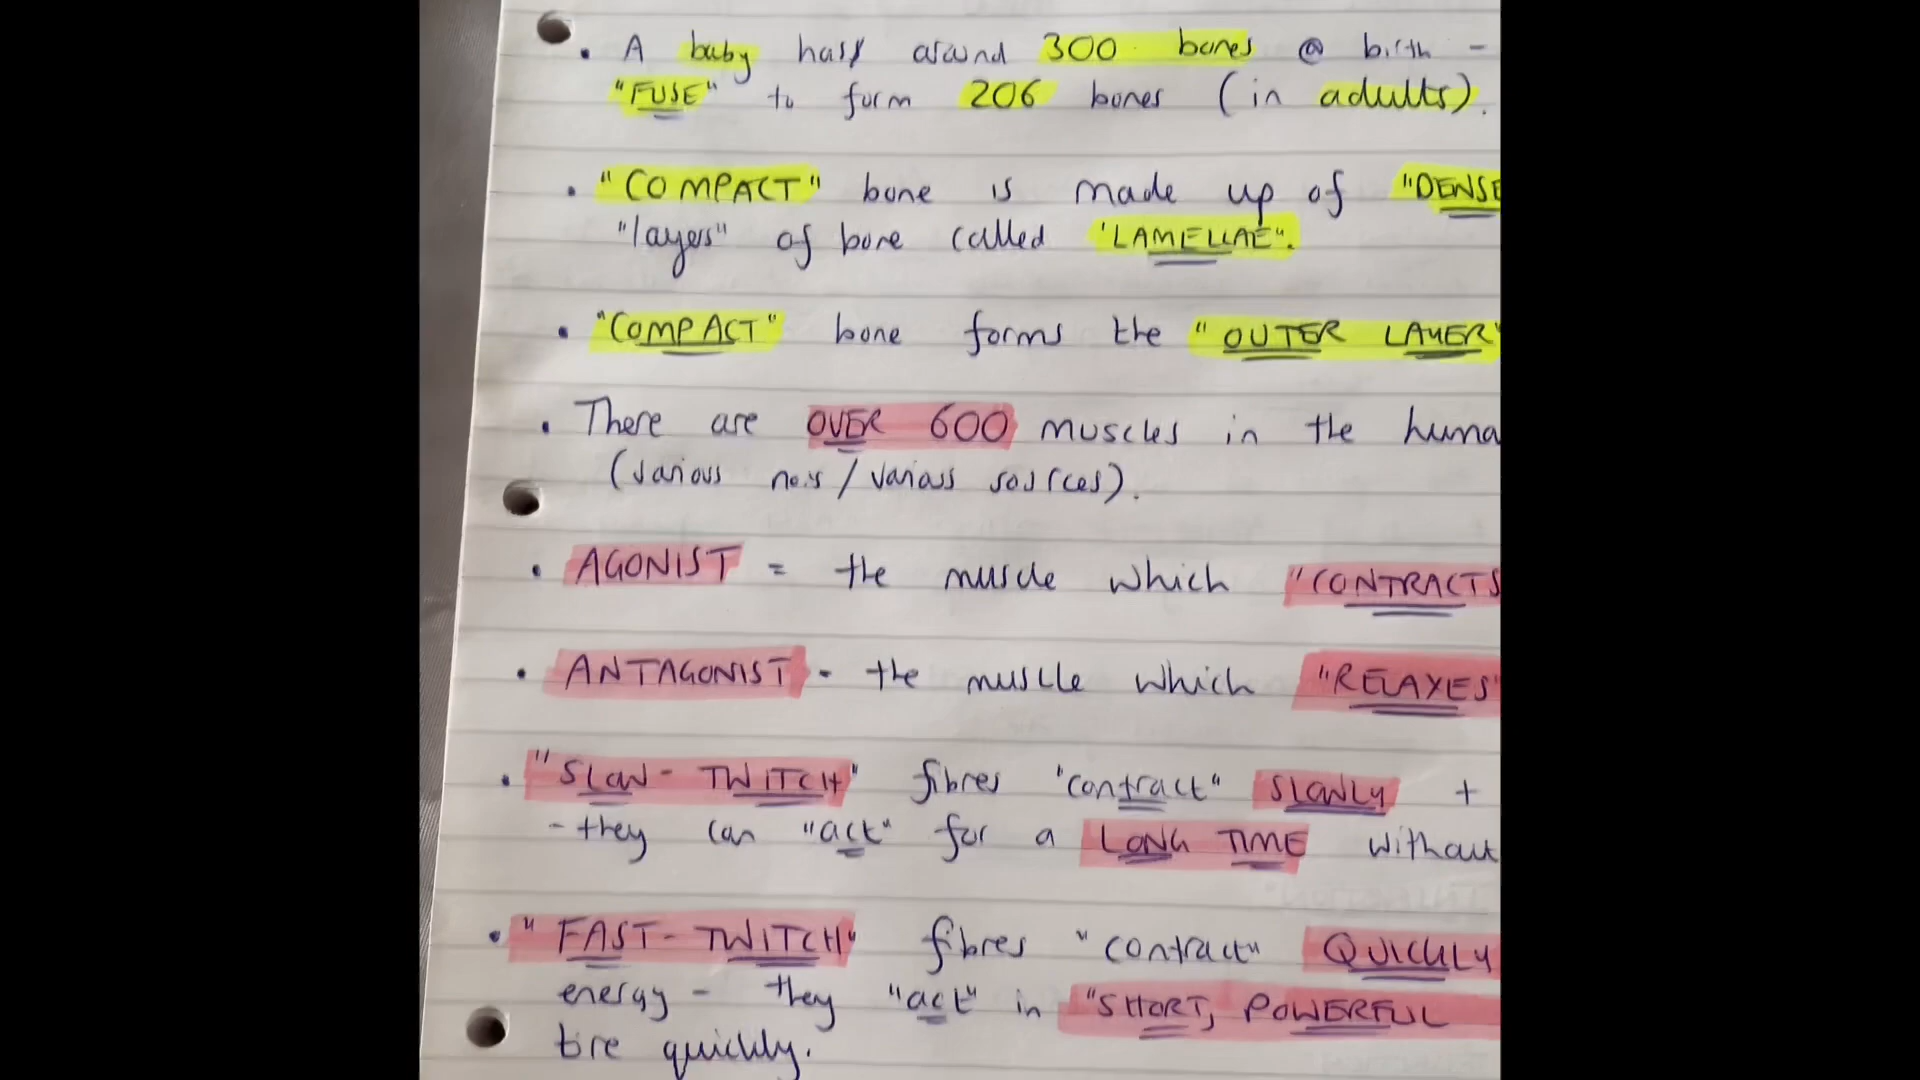 • A baby has around 300 bones @ birth -
"FUSE" to form 206 bones (in adults).
• "COMPACT" bone is made up of "DENSE
"layers" of bone called 'LAMELLAE".
• "COMPACT" bone forms the "OUTER LAYER"
• There are OVER 600 muscles in the huma
(various no.s / various sources).
• AGONIST = the muscle which "CONTRACTS
• ANTAGONIST - the muscle which "RELAXES"
• "SLOW-TWITCH" fibres "contract" SLOWLY +
- they can "act" for a LONG TIME without
• "FAST-TWITCH" fibres "contract" QUICKLY
energy - they "act" in "SHORT, POWERFUL
tire quickly.